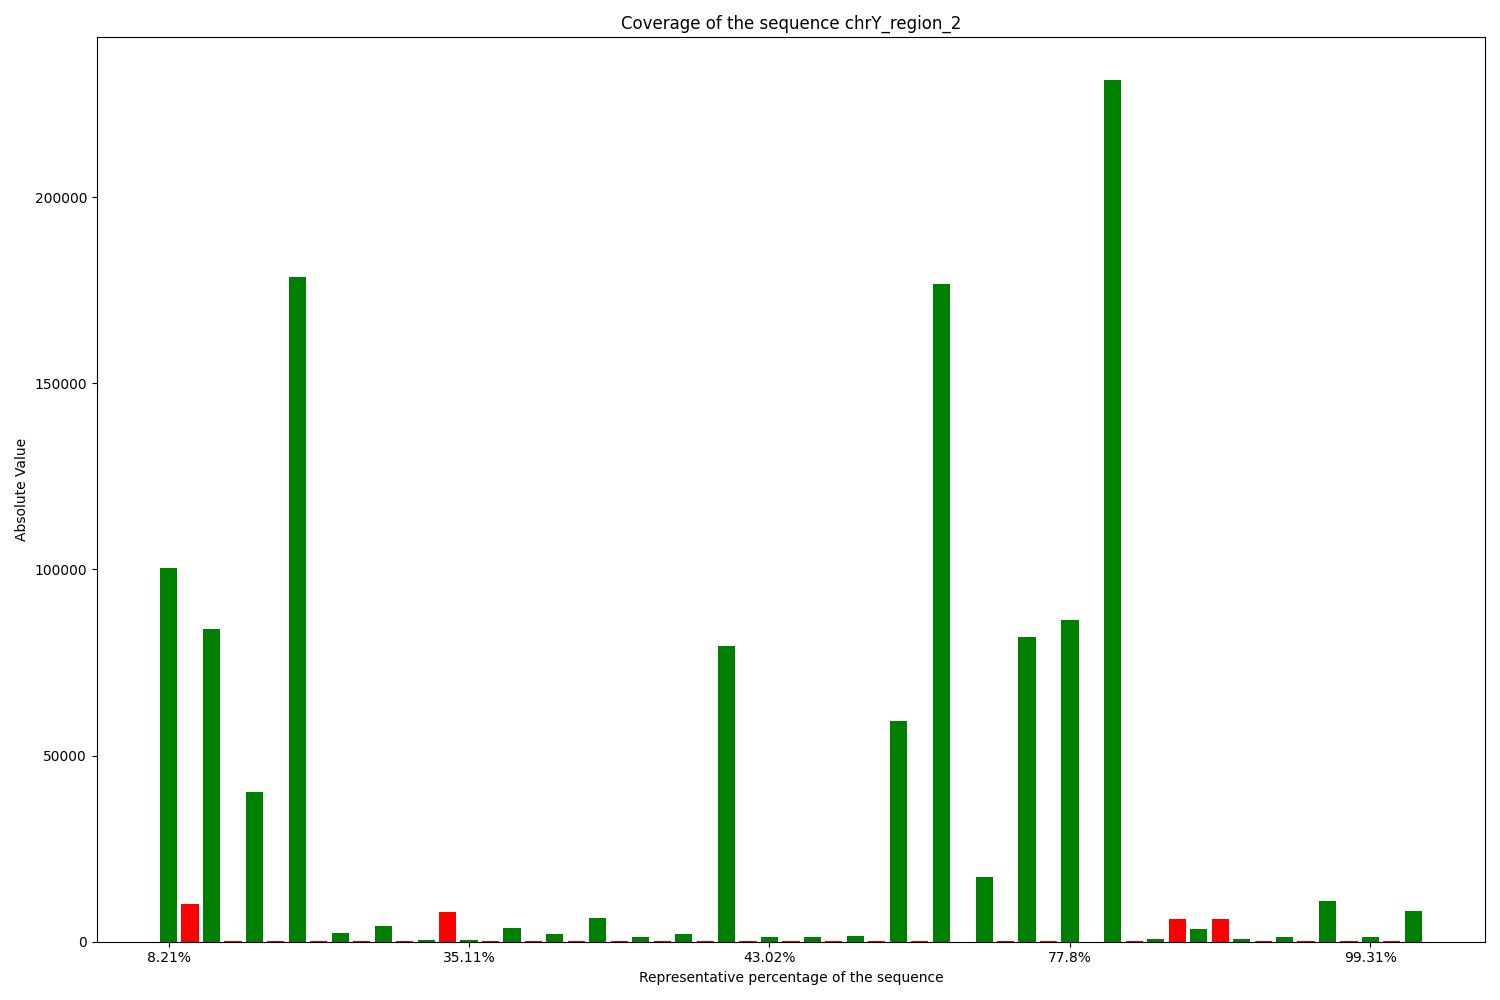 Coverage of the sequence chrY_region_2
200000
150000
100000
50000
0
Absolute Value
8.21% 35.11% 43.02% 77.8% 99.31%
Representative percentage of the sequence